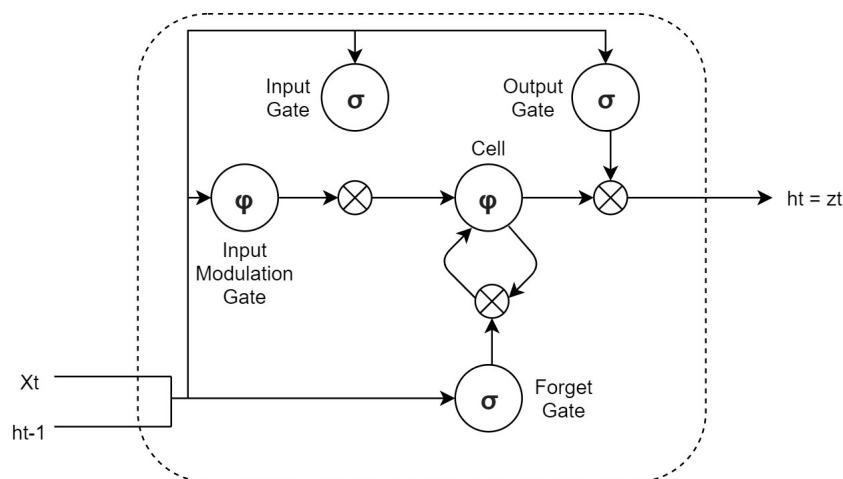 Input
Gate
σ
Output
Gate
σ
Cell
φ
φ
ht = zt
Input
Modulation
Gate
Xt
ht-1
σ
Forget
Gate